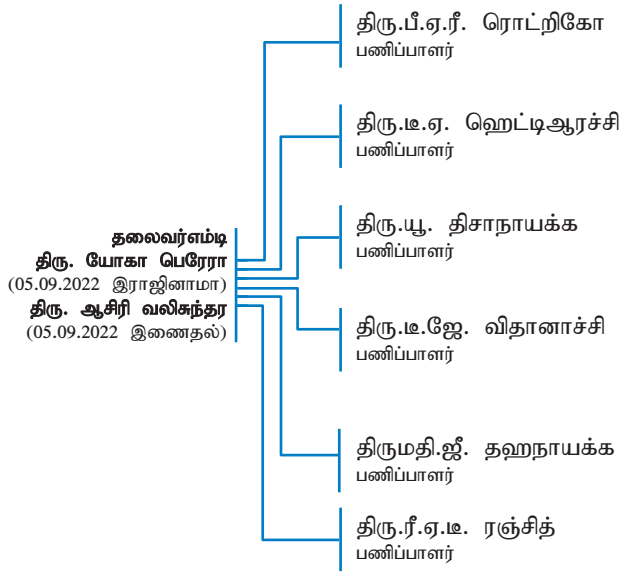 திரு.பீ.ஏ.ரீ. ரொட்றிகோ
பணிப்பாளர்
திரு.டீ.ஏ. ஹெட்டிஆரச்சி
பணிப்பாளர்
திரு.யூ. திசாநாயக்க
பணிப்பாளர்
தலைவர்எம்டி
திரு. யோகா பெரேரா
(05.09.2022 இராஜினாமா)
திரு. ஆசிரி வலிசுந்தர
(05.09.2022 இணைதல்)
திரு.டீ.ஜே. விதானாச்சி
பணிப்பாளர்
திருமதி.ஜீ. தஹநாயக்க
பணிப்பாளர்
திரு.ரீ.ஏ.டீ. ரஞ்சித்
பணிப்பாளர்